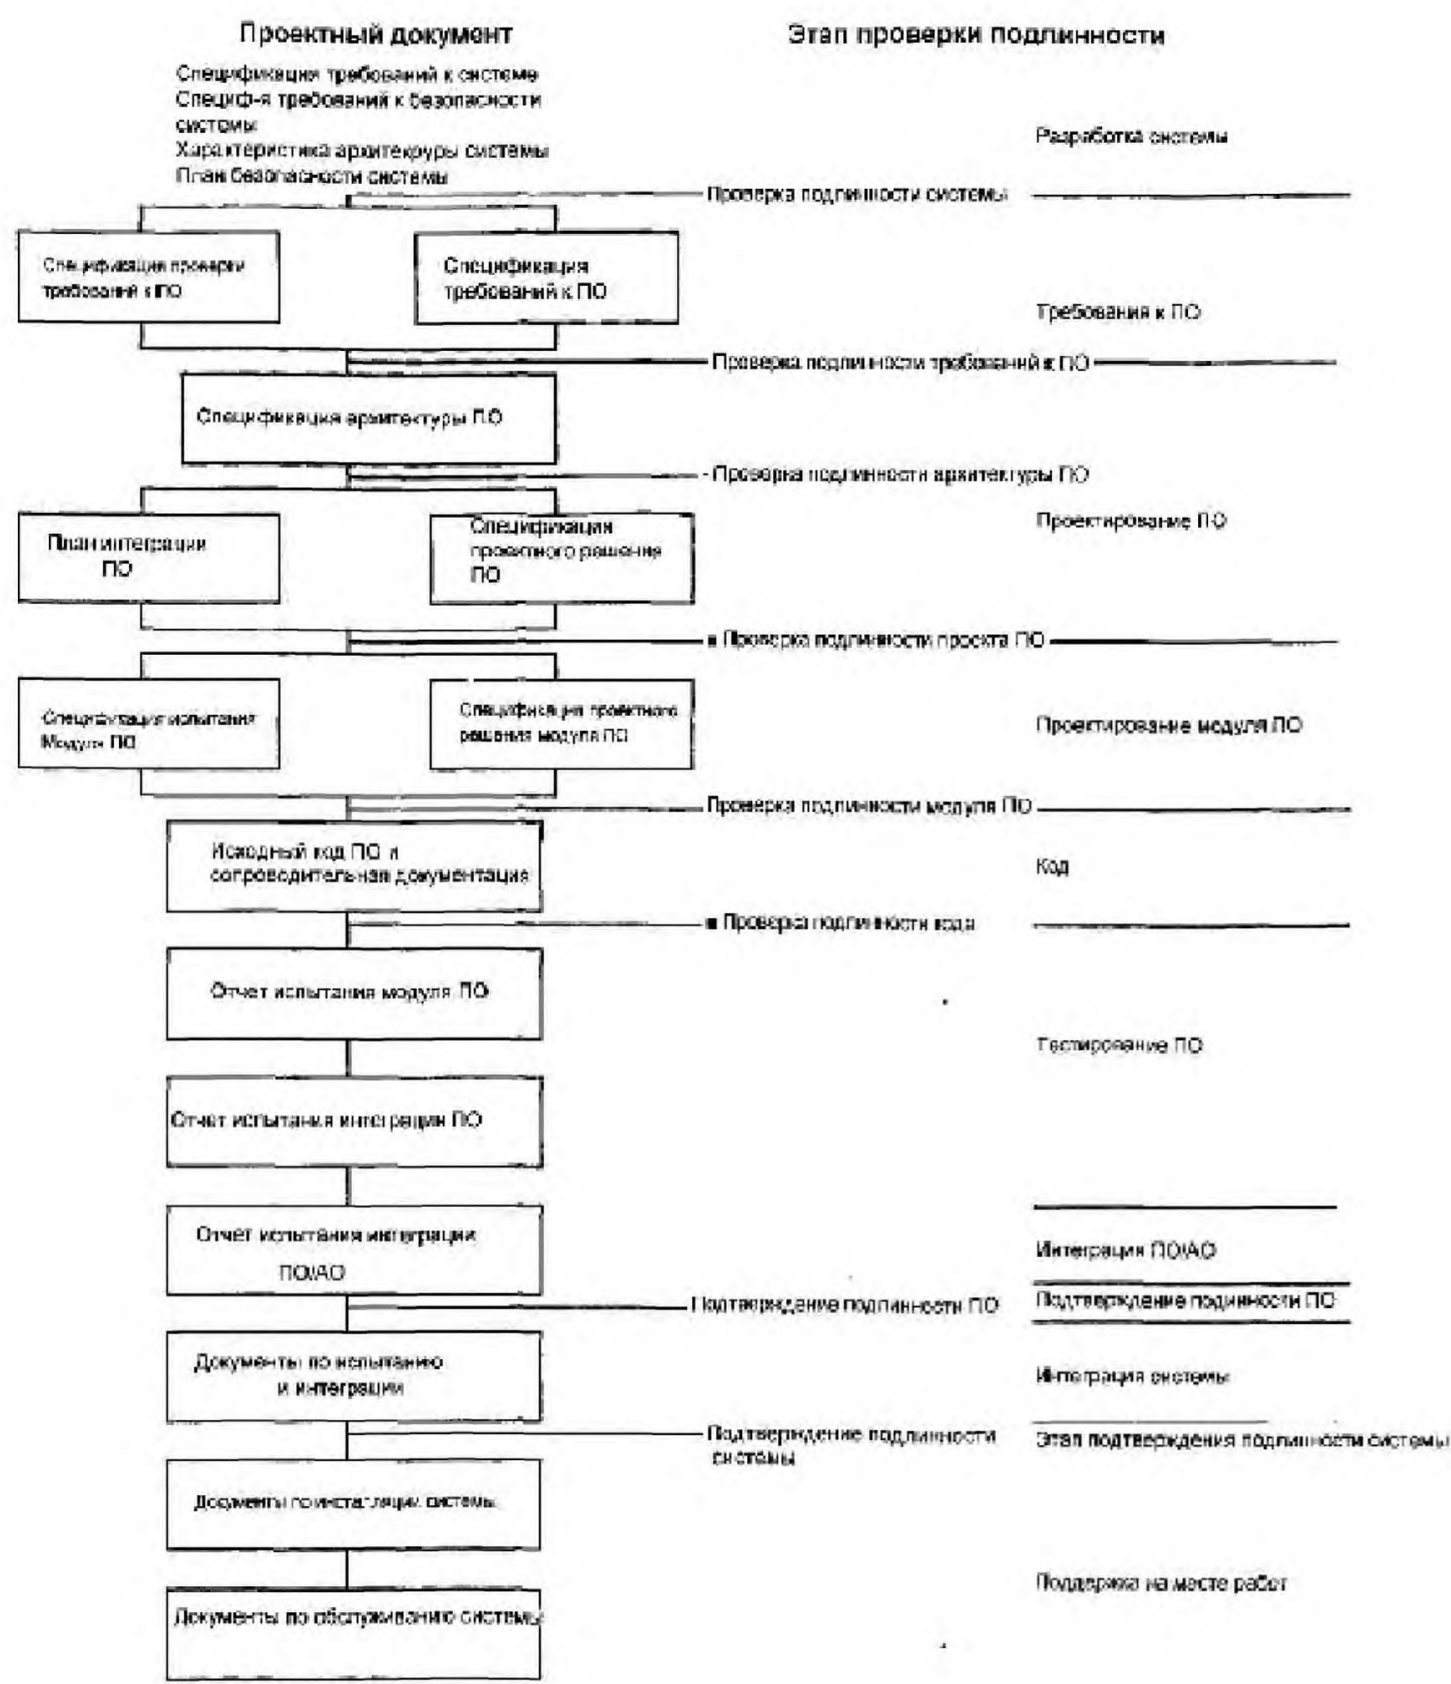 Проектный документ
Этап проверки подлинности
Спецификация требований к системе
Специф-я требований к безопасности
системы
Характеристика архитекруры системы
План безопасности системы
Разработка системы
Проверка подлинности системы
Спецификация проверки
требований к ПО
Спецификация
требований к ПО
Требования к ПО
Проверка подлинности требований к ПО
Спецификация архитектуры ПО
Проверка подлинности архитектуры ПО
План интеграции
ПО
Спецификация
проектного решения
ПО
Проектирование ПО
Проверка подлинности проекта ПО
Спецификация испытания
Модуля ПО
Спецификация проектного
решения модуля ПО
Проектирование модуля ПО
Проверка подлинности модуля ПО
Исходный код ПО и
сопроводительная документация
Код
Проверка подлинности кода
Отчет испытания модуля ПО
Тестирование ПО
Отчет испытания интеграции ПО
Отчет испытания интеграции
ПО/АО
Интеграция ПО/АО
Подтверждение подлинности ПО
Подтверждение подинности ПО
Документы по испытанию
и интеграции
Интеграция системы
Подтверждение подлинности
системы
Этап подтверждения подлинности системы
Документы по инсталляции системы
Поддержка на месте работ
Документы по обслуживанию системы